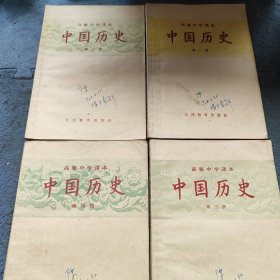 高级中学课本
中国历史
第二册
人民教育出版社
高级中学课本
中国历史
第一册
人民教育出版社
高级中学课本
中国历史
第四册
高级中学课本
中国历史
第三册